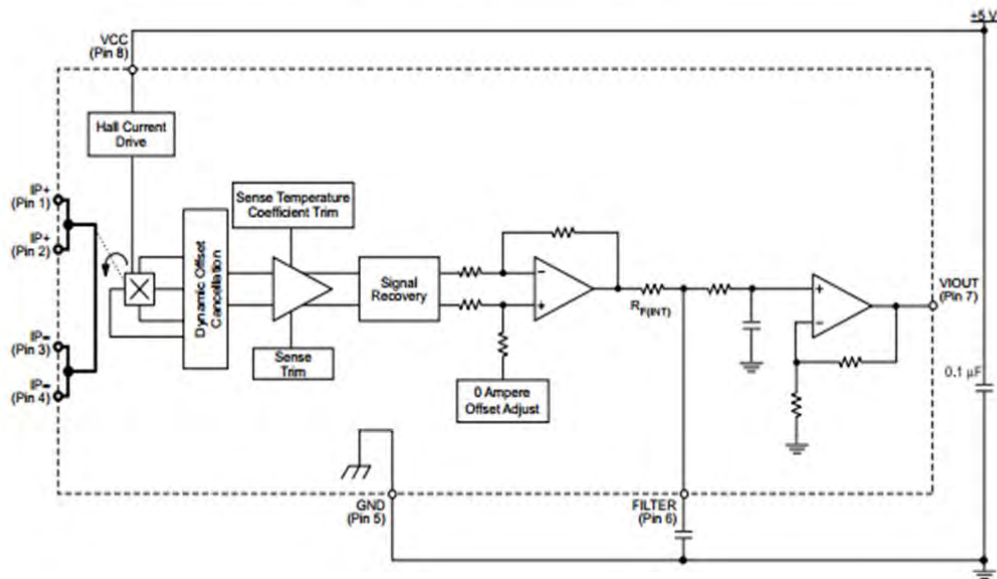 +5 V
VCC
(Pin 8)
Hall Current
Drive
IP+
(Pin 1)
IP+
(Pin 2)
IP−
(Pin 3)
IP−
(Pin 4)
Dynamic Offset
Cancellation
Sense Temperature
Coefficient Trim
Sense
Trim
Signal
Recovery
0 Ampere
Offset Adjust
RF(INT)
VIOUT
(Pin 7)
0.1 µF
GND
(Pin 5)
FILTER
(Pin 6)